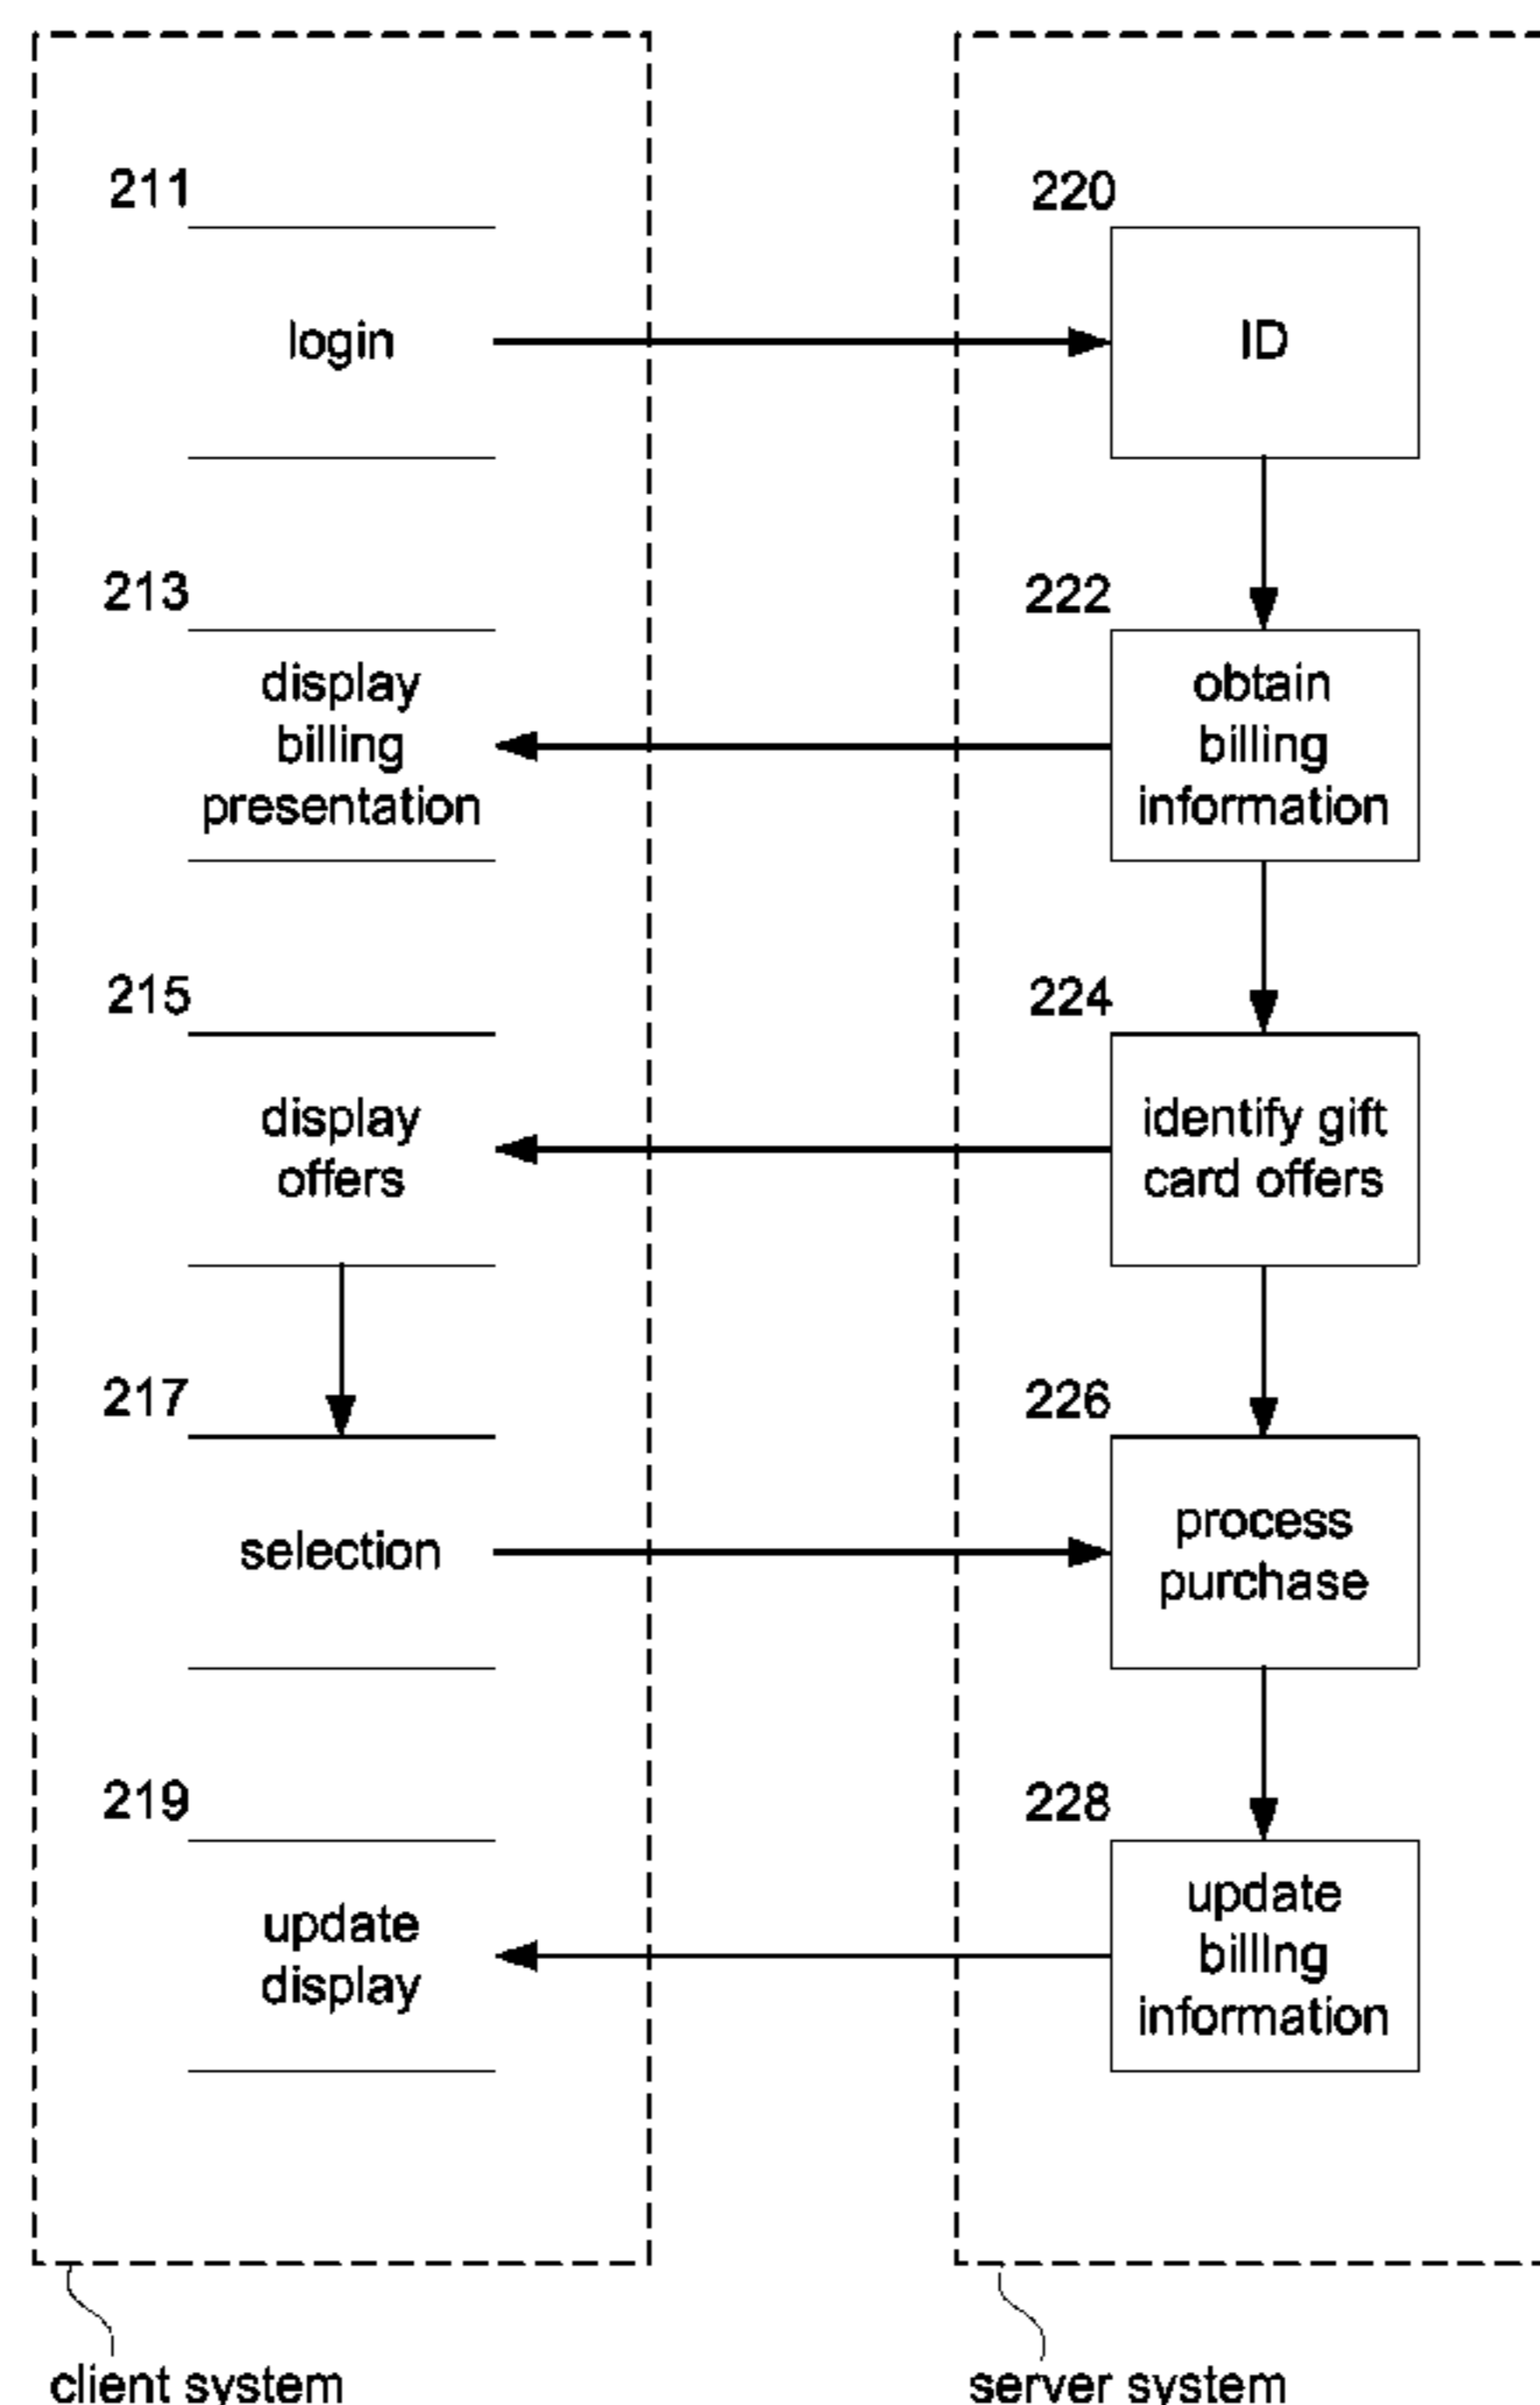 211
login
220
ID
213
display
billing
presentation
222
obtain
billing
information
215
display
offers
224
identify gift
card offers
217
selection
226
process
purchase
219
update
display
228
update
billing
information
client system
server system